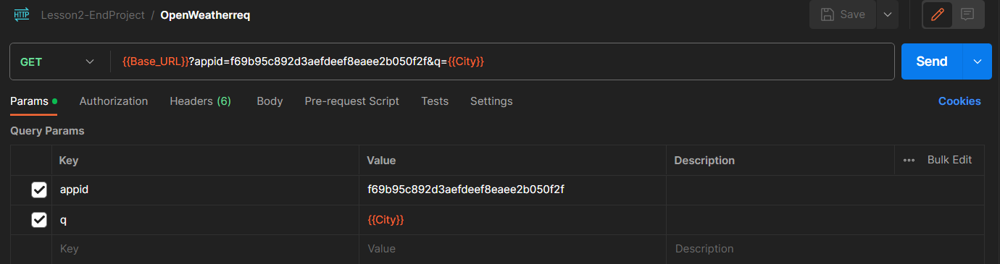 HTTP Lesson2-EndProject / OpenWeatherreq Save
GET {{Base_URL}}?appid=f69b95c892d3aefdeef8eaee2b050f2f&q={{City}} Send
Params Authorization Headers (6) Body Pre-request Script Tests Settings Cookies
Query Params
Key Value Description Bulk Edit
appid f69b95c892d3aefdeef8eaee2b050f2f
q {{City}}
Key Value Description